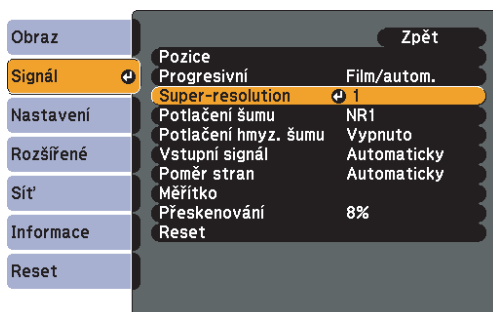 Obraz
Signál
Nastavení
Rozšířené
Síť
Informace
Reset
Zpět
Pozice
Progresivní Film/autom.
Super-resolution 1
Potlačení šumu NR1
Potlačení hmyz. šumu Vypnuto
Vstupní signál Automaticky
Poměr stran Automaticky
Měřítko
Přeskenování 8%
Reset